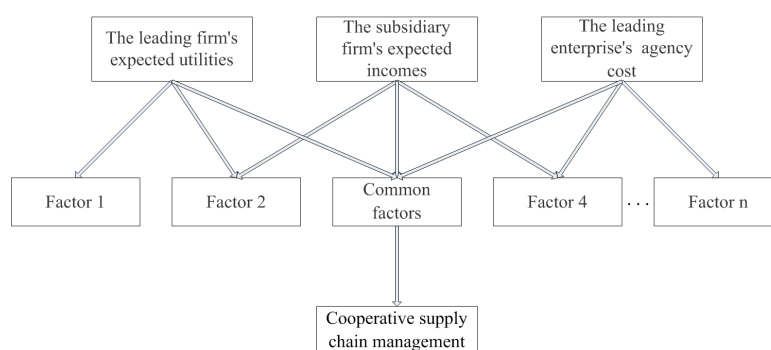 The leading firm's
expected utilities
The subsidiary
firm's expected
incomes
The leading
enterprise's agency
cost
Factor 1
Factor 2
Common
factors
Factor 4
. . .
Factor n
Cooperative supply
chain management